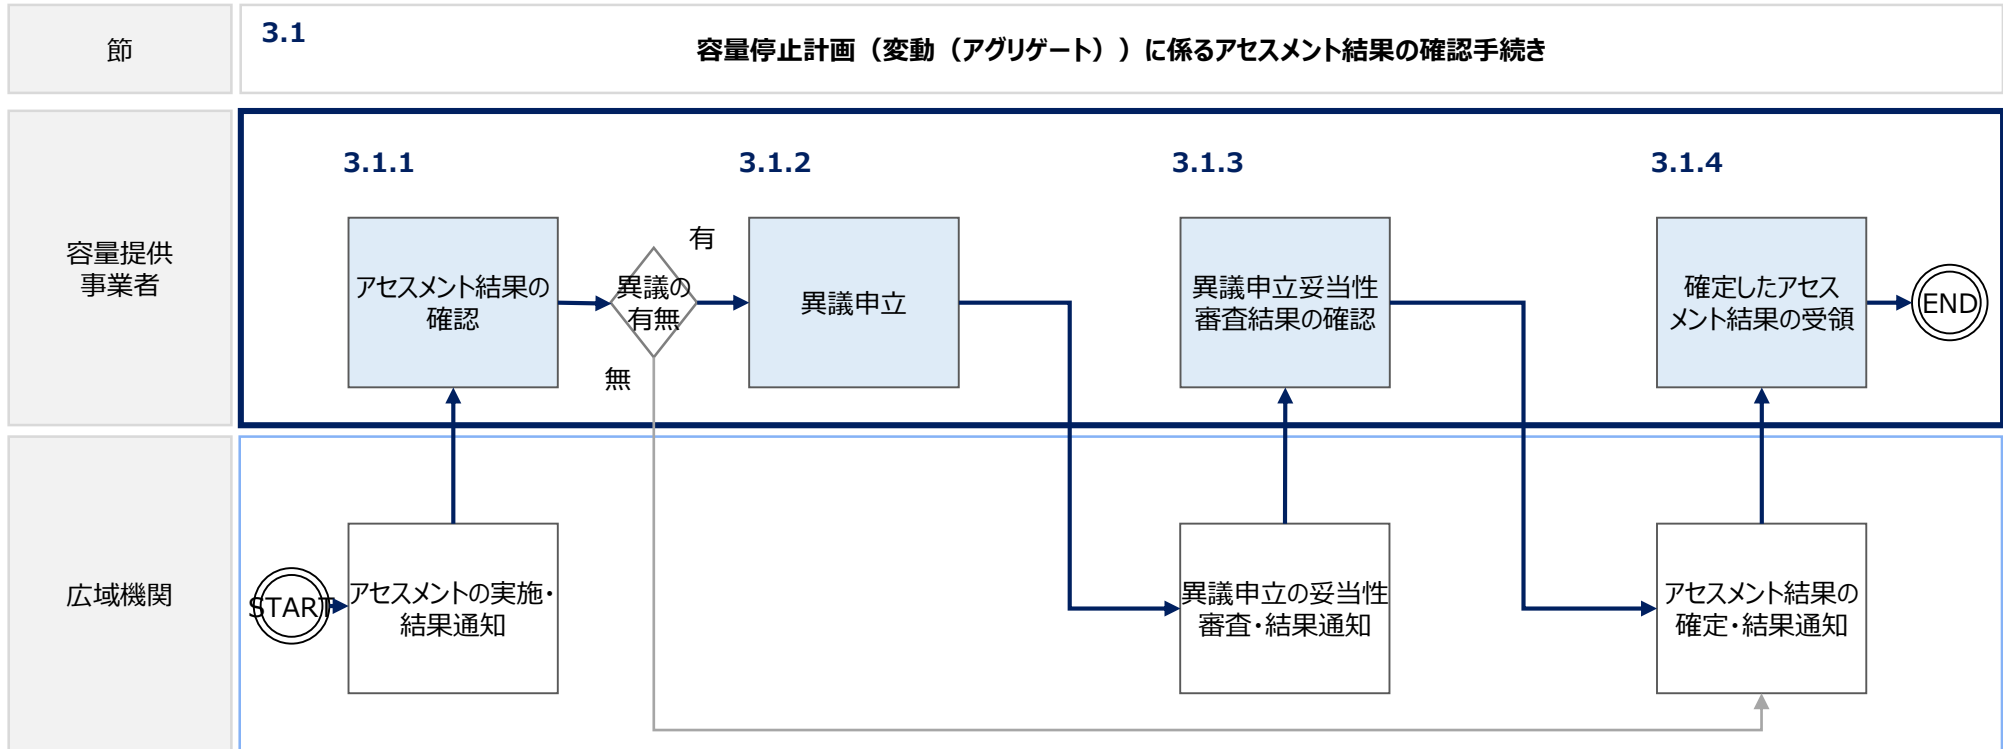 節
3.1
容量停止計画（変動（アグリゲート））に係るアセスメント結果の確認手続き
容量提供
事業者
3.1.1
3.1.2
3.1.3
3.1.4
アセスメント結果の
確認
異議の
有無
有
無
異議申立
異議申立妥当性
審査結果の確認
確定したアセス
メント結果の受領
END
広域機関
START
アセスメントの実施・
結果通知
異議申立の妥当性
審査・結果通知
アセスメント結果の
確定・結果通知